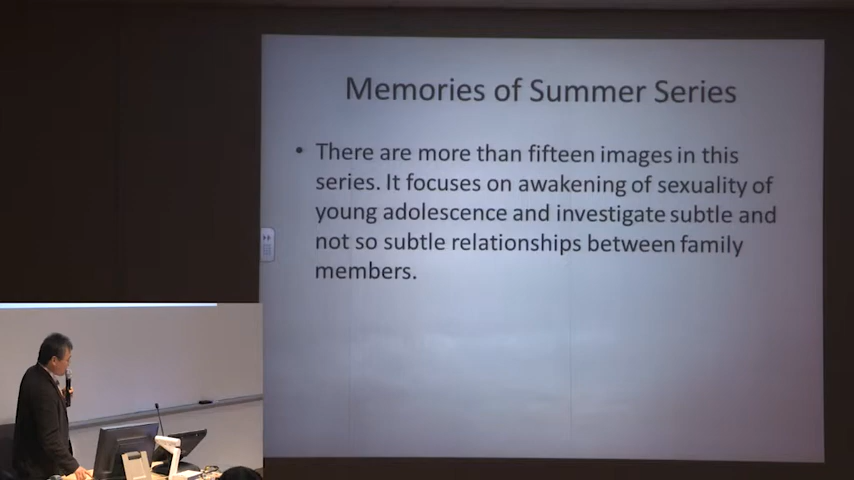 Memories of Summer Series
• There are more than fifteen images in this
series. It focuses on awakening of sexuality of
young adolescence and investigate subtle and
not so subtle relationships between family
members.